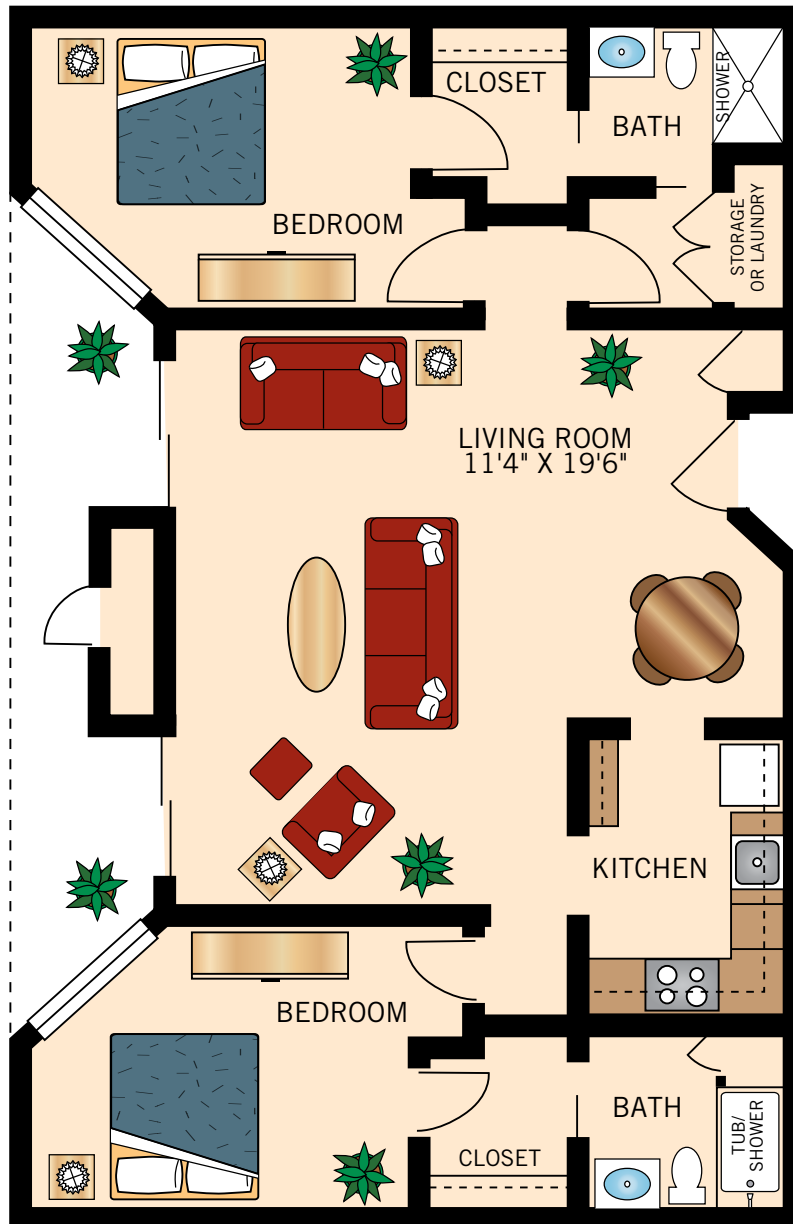 CLOSET
SHOWER
BATH
BEDROOM
STORAGE
OR LAUNDRY
LIVING ROOM
11'4" X 19'6"
KITCHEN
BEDROOM
BATH
TUB/
SHOWER
CLOSET